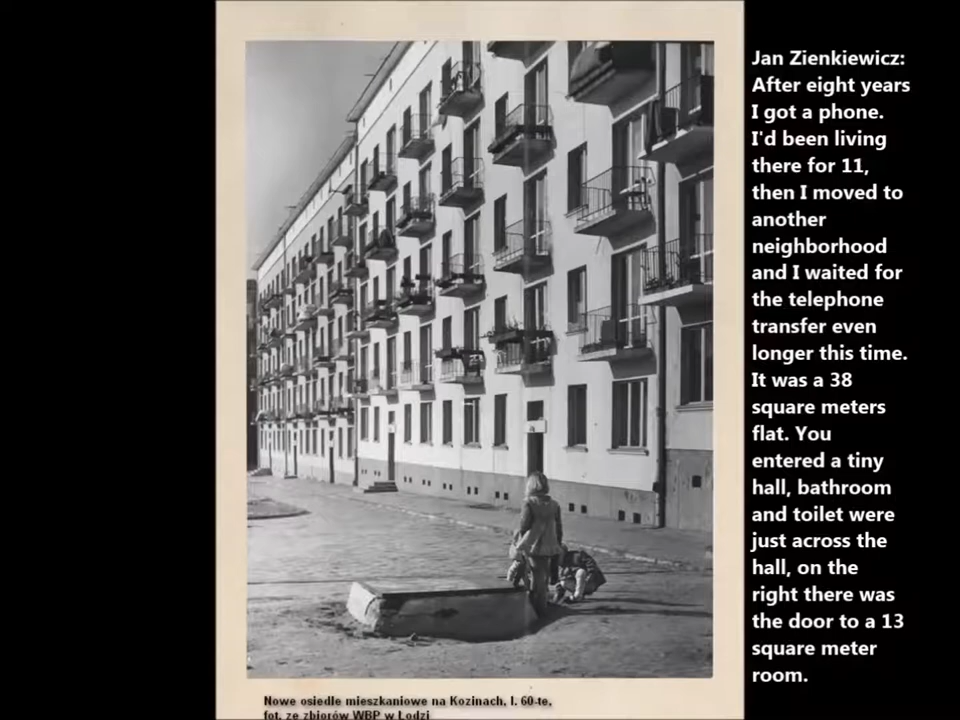 Jan Zienkiewicz:
After eight years
I got a phone.
I'd been living
there for 11,
then I moved to
another
neighborhood
and I waited for
the telephone
transfer even
longer this time.
It was a 38
square meters
flat. You
entered a tiny
hall, bathroom
and toilet were
just across the
hall, on the
right there was
the door to a 13
square meter
room.
Nowe osiedle mieszkaniowe na Kozinach, l. 60-te,
fot. ze zbiorów WBP w Łodzi